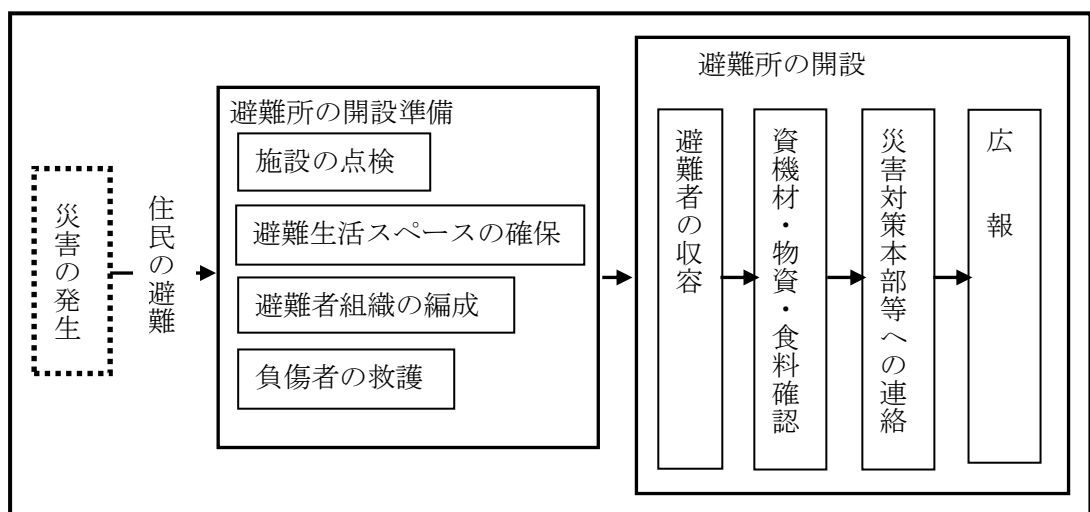 災害の発生
住民の避難
避難所の開設準備
施設の点検
避難生活スペースの確保
避難者組織の編成
負傷者の救護
避難所の開設
避難者の収容
資機材・物資・食料確認
災害対策本部等への連絡
広報